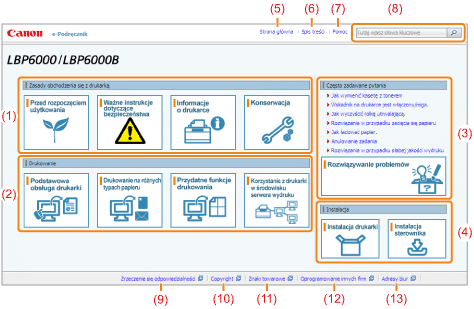 (5)
(6)
(7)
(8)
Canon
e-Podręcznik
Strona główna
Spis treści
Pomoc
Tutaj wpisz słowa kluczowe
LBP6000/LBP6000B
Zasady obchodzenia się z drukarką
Przed rozpoczęciem użytkowania
Ważne instrukcje dotyczące bezpieczeństwa
Informacje o drukarce
Konserwacja
(1)
Drukowanie
Podstawowa obsługa drukarki
Drukowanie na różnych typach papieru
Przydatne funkcje drukowania
Korzystanie z drukarki w środowisku serwera wydruku
(2)
Często zadawane pytania
Jak wymienić kasetę z tonerem
Wskaźnik na drukarce jest włączony/miga.
Jak wyczyścić rolkę utrwalającą.
Rozwiązania w przypadku zacięcia się papieru
Jak ładować papier.
Anulowanie zadania
Rozwiązania w przypadku słabej jakości wydruku
Rozwiązywanie problemów
(3)
Instalacja
Instalacja drukarki
Instalacja sterownika
(4)
Zrzeczenie się odpowiedzialności
Copyright
Znaki towarowe
Oprogramowanie innych firm
Adresy biur
(9)
(10)
(11)
(12)
(13)